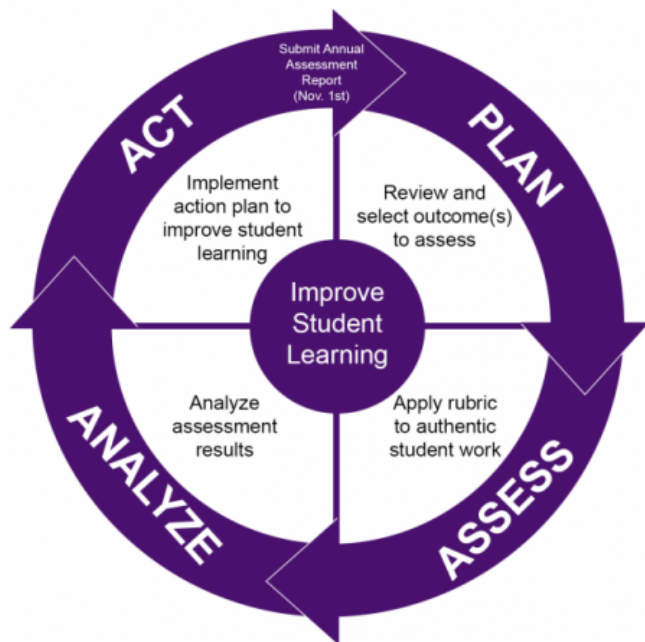 Submit Annual
Assessment
Report
(Nov. 1st)
ACT
PLAN
Implement
action plan to
improve student
learning
Review and
select outcome(s)
to assess
Improve
Student
Learning
Analyze
assessment
results
Apply rubric
to authentic
student work
ANALYZE
ASSESS